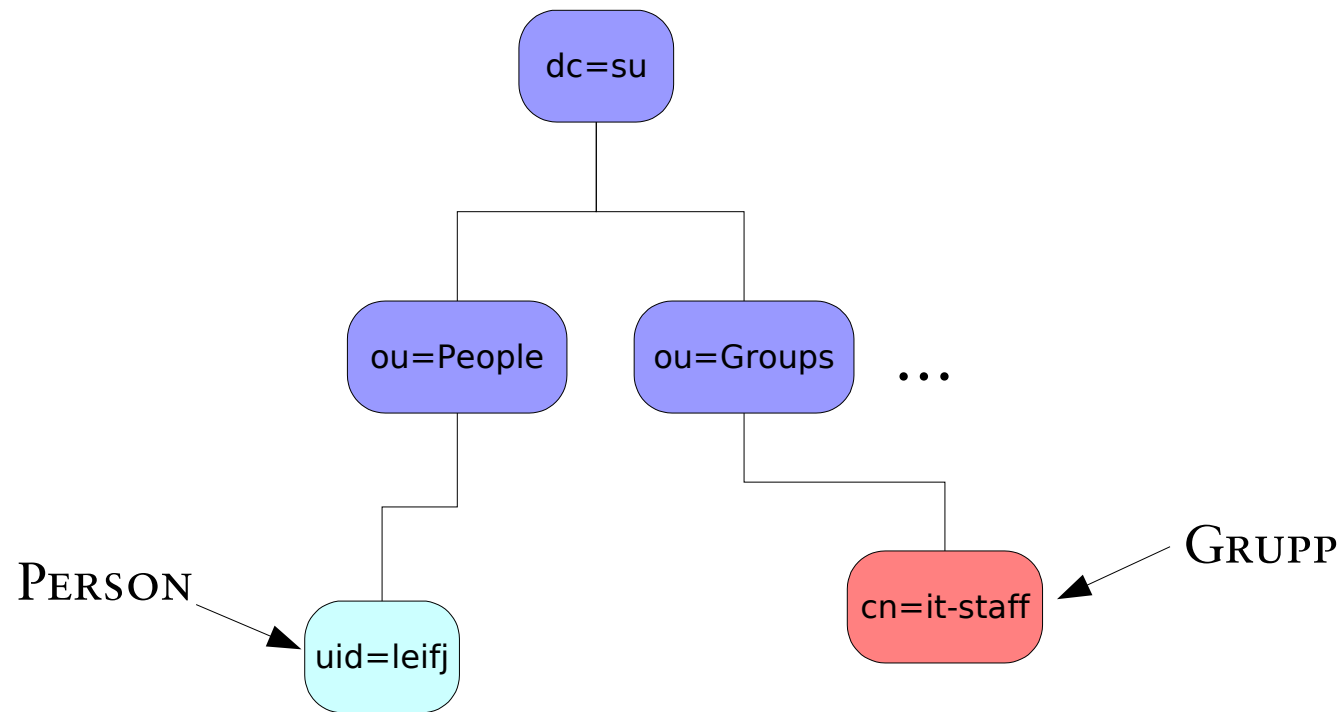 dc=su
ou=People
ou=Groups
...
GRUPP
PERSON
cn=it-staff
uid=leifj